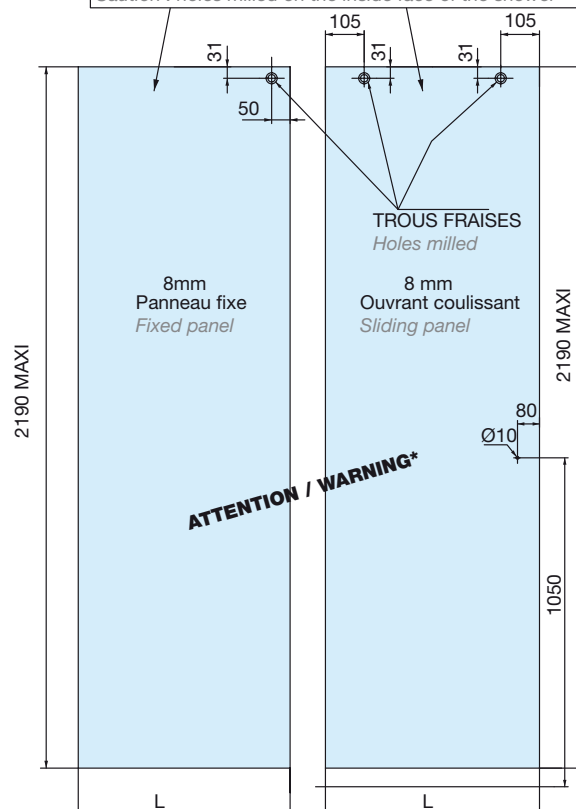 Caution : holes milled on the inside face of the shower
105
105
31
31
31
50
TROUS FRAISES
Holes milled
8mm
Panneau fixe
Fixed panel
8 mm
Ouvrant coulissant
Sliding panel
2190 MAXI
2190 MAXI
80
Ø10
ATTENTION / WARNING*
1050
L
L